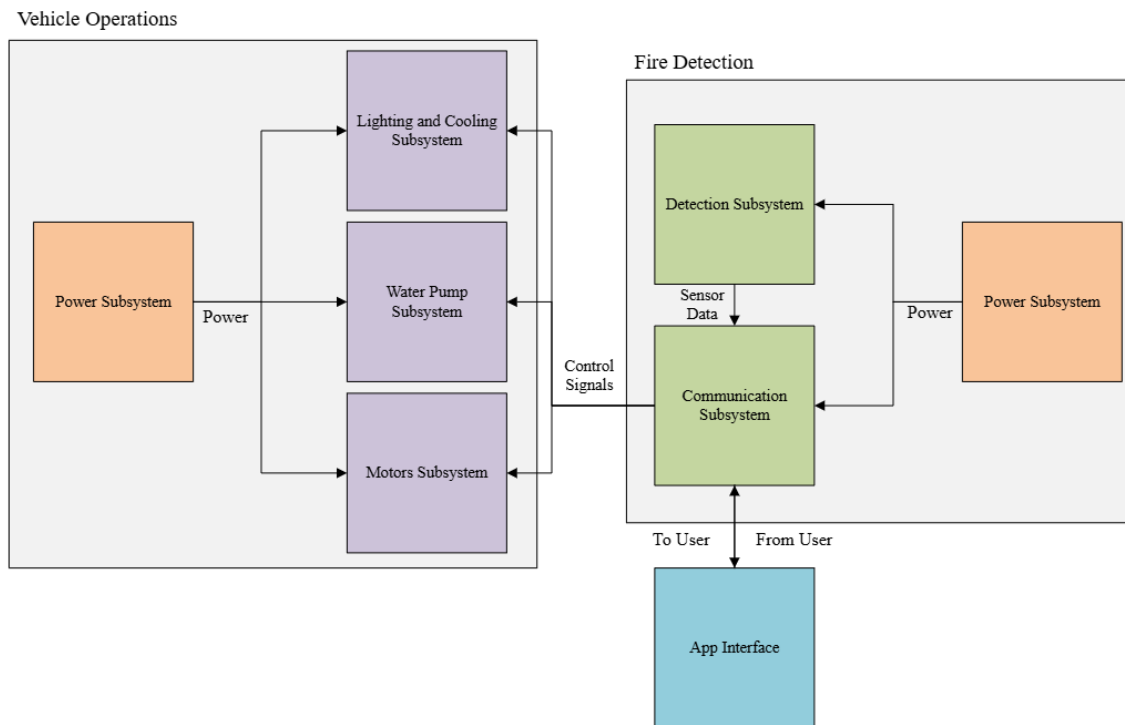 Vehicle Operations
Lighting and Cooling
Subsystem
Power Subsystem
Power
Water Pump
Subsystem
Motors Subsystem
Control
Signals
Fire Detection
Detection Subsystem
Sensor
Data
Communication
Subsystem
Power
Power Subsystem
To User
From User
App Interface